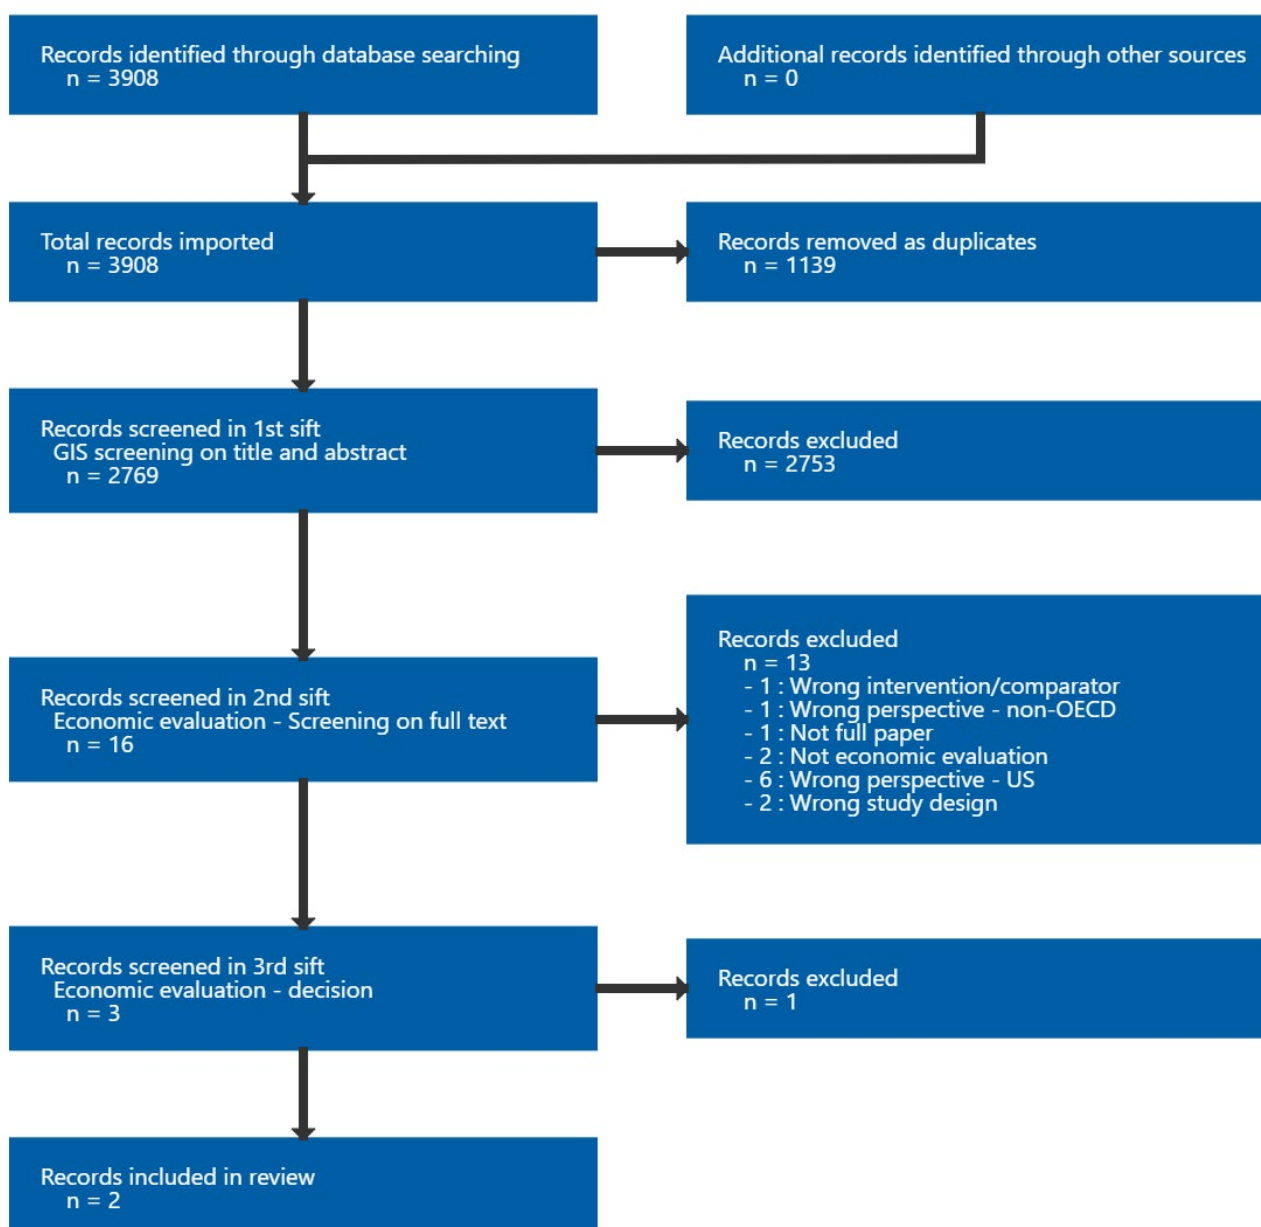 Records identified through database searching
n = 3908
Additional records identified through other sources
n = 0
Total records imported
n = 3908
Records removed as duplicates
n = 1139
Records screened in 1st sift
GIS screening on title and abstract
n = 2769
Records excluded
n = 2753
Records screened in 2nd sift
Economic evaluation - Screening on full text
n = 16
Records excluded
n = 13
- 1 : Wrong intervention/comparator
- 1 : Wrong perspective - non-OECD
- 1 : Not full paper
- 2 : Not economic evaluation
- 6 : Wrong perspective - US
- 2 : Wrong study design
Records screened in 3rd sift
Economic evaluation - decision
n = 3
Records excluded
n = 1
Records included in review
n = 2